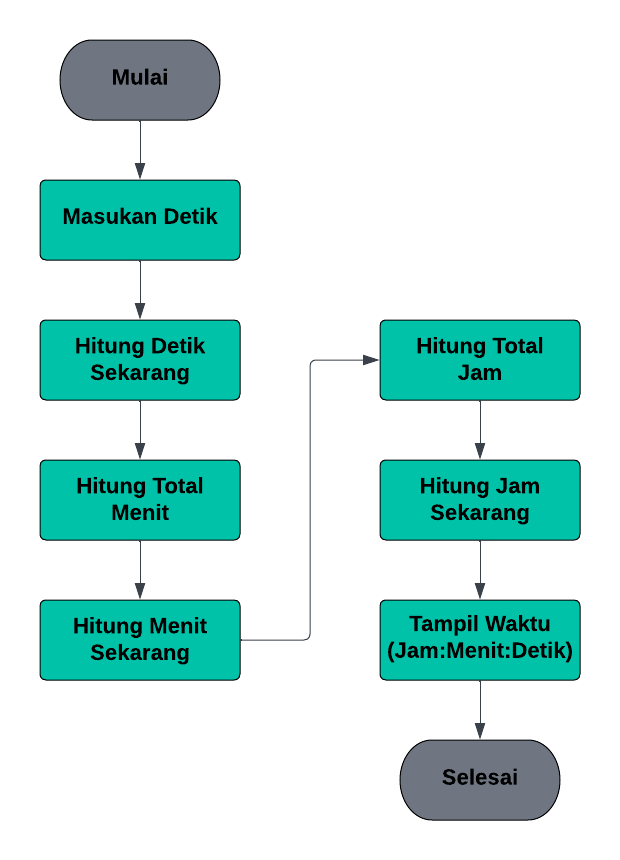 Mulai
Masukan Detik
Hitung Detik
Sekarang
Hitung Total
Menit
Hitung Menit
Sekarang
Hitung Total
Jam
Hitung Jam
Sekarang
Tampil Waktu
(Jam:Menit:Detik)
Selesai